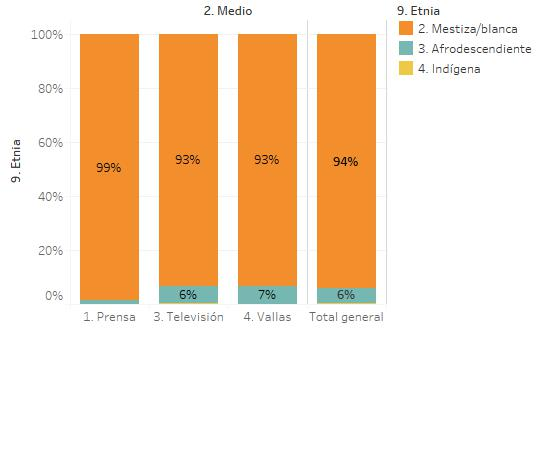 2. Medio
9. Etnia
2. Mestiza/blanca
3. Afrodescendiente
4. Indígena
9. Etnia
100%
80%
60%
40%
20%
0%
99%
93%
93%
94%
6%
7%
6%
1. Prensa
3. Televisión
4. Vallas
Total general